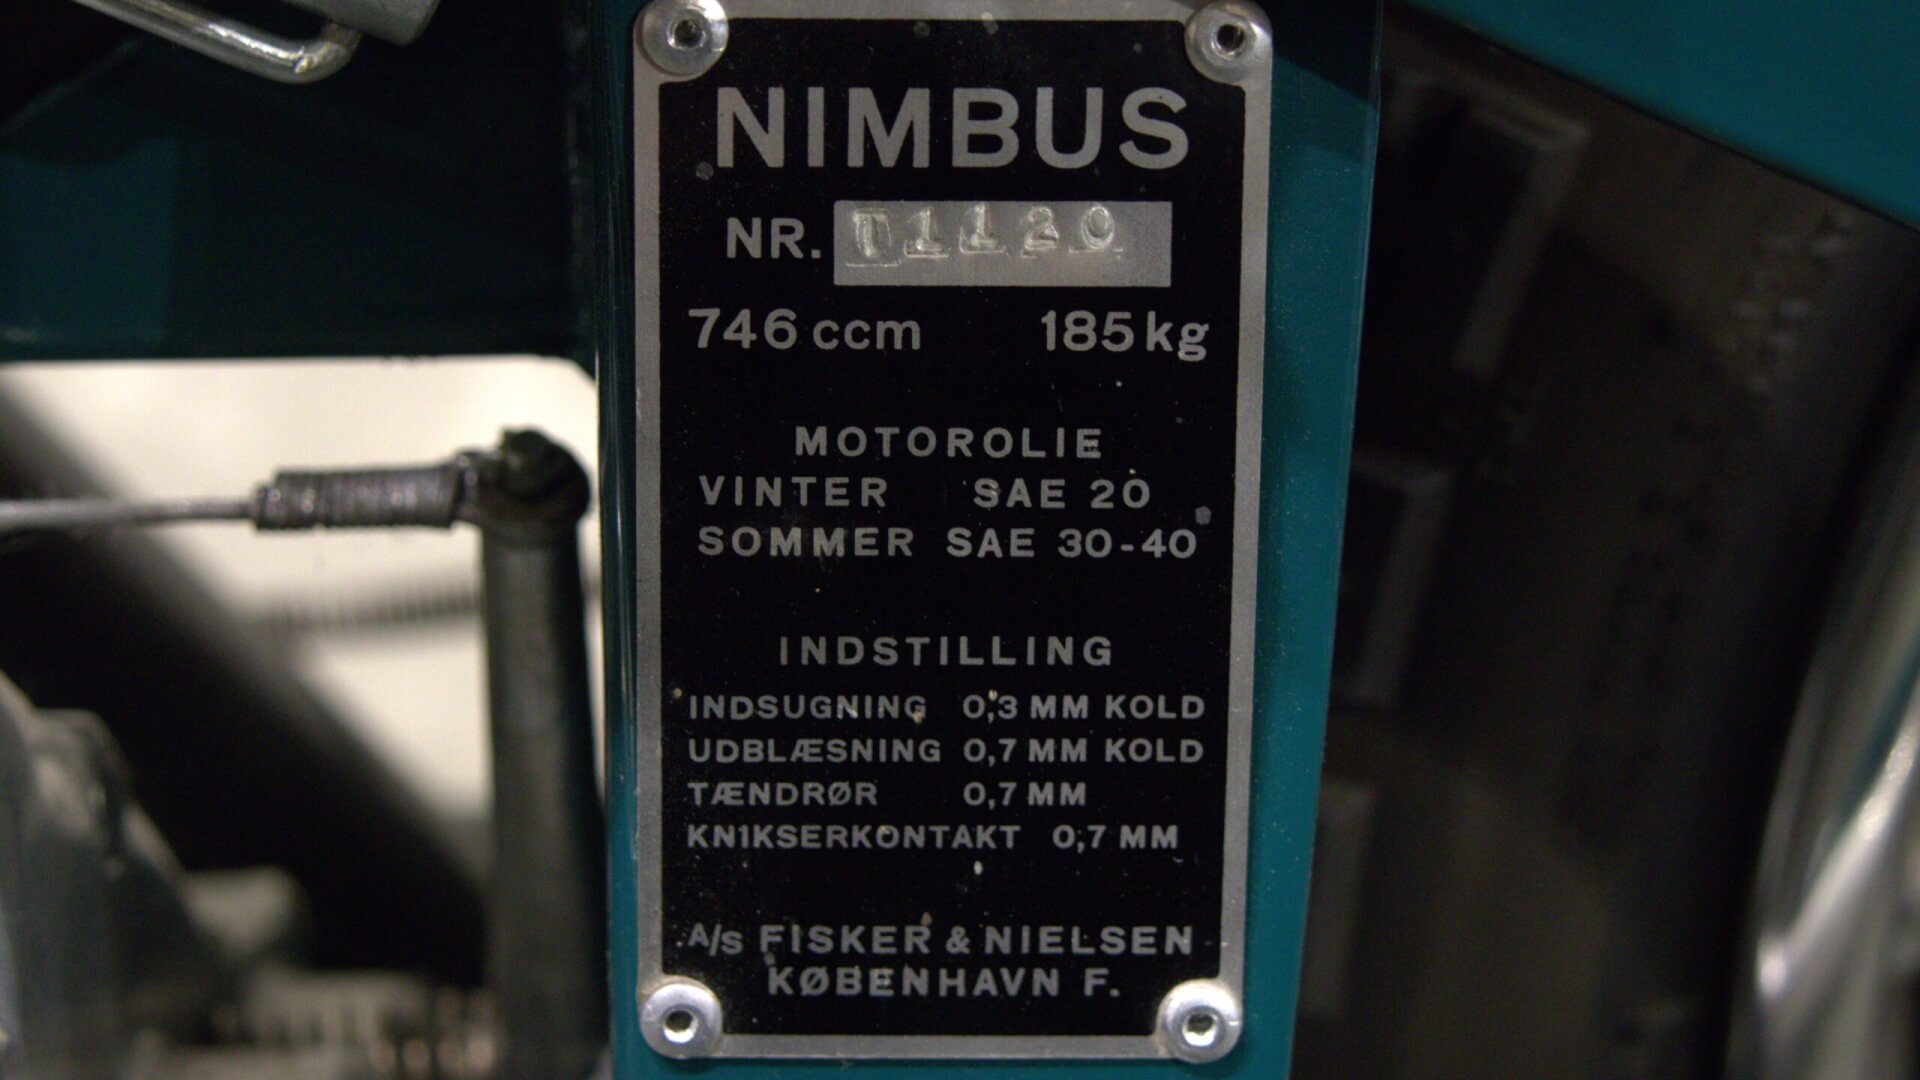 NIMBUS
NR. T1120
746 ccm 185 kg
MOTOROLIE
VINTER SAE 20
SOMMER SAE 30-40
INDSTILLING
INDSUGNING 0,3 MM KOLD
UDBLÆSNING 0,7 MM KOLD
TÆNDRØR 0,7 MM
KNIKSERKONTAKT 0,7 MM
A/S FISKER & NIELSEN
KØBENHAVN F.